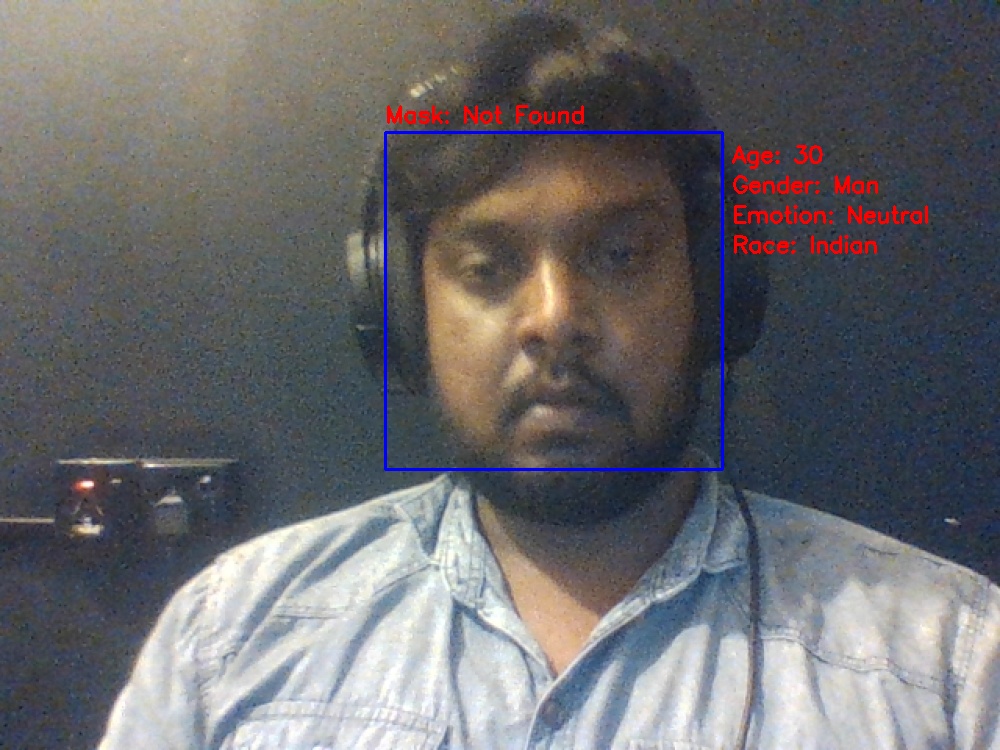 Mask: Not Found
Age: 30
Gender: Man
Emotion: Neutral
Race: Indian